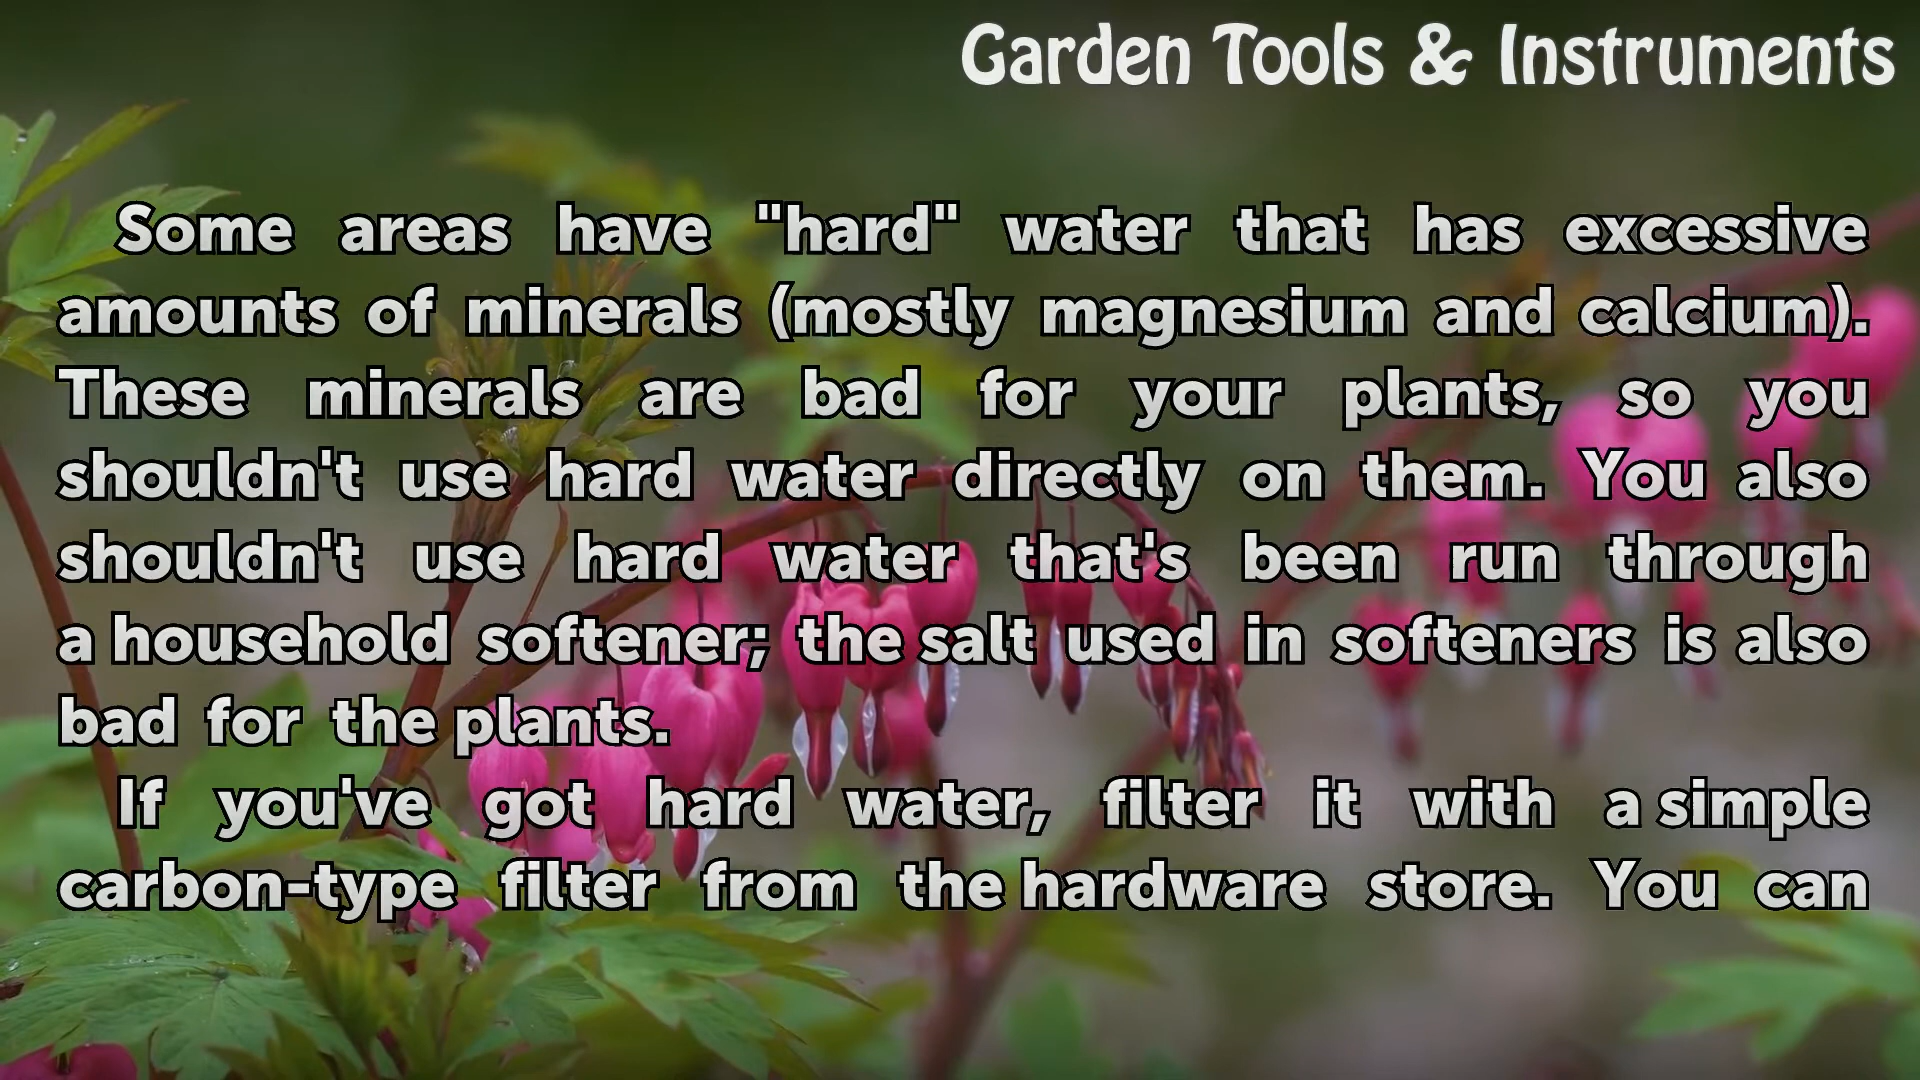 Garden Tools & Instruments
Some areas have "hard" water that has excessive
amounts of minerals (mostly magnesium and calcium).
These minerals are bad for your plants, so you
shouldn't use hard water directly on them. You also
shouldn't use hard water that's been run through
a household softener; the salt used in softeners is also
bad for the plants.
If you've got hard water, filter it with a simple
carbon-type filter from the hardware store. You can